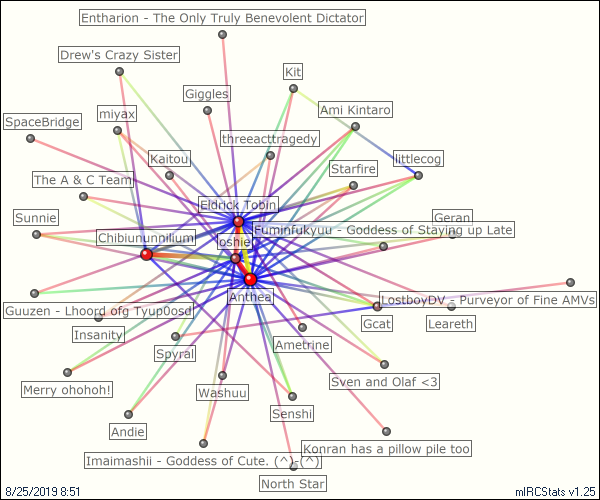 Entharion - The Only Truly Benevolent Dictator
Drew's Crazy Sister
Kit
Giggles
Ami Kintaro
miyax
SpaceBridge
threeacttragedy
Kaitou
littlecog
Starfire
The A & C Team
Eldrick Tobin
Sunnie
Geran
Fuminfukyuu - Goddess of Staying up Late
Chibiununnilium
Joshie
Anthea
LostboyDV - Purveyor of Fine AMVs
Guuzen - Lhoord ofg Tyup0osd
Gcat
Leareth
Insanity
Ametrine
Spyral
Sven and Olaf <3
Merry ohohoh!
Washuu
Senshi
Andie
Konran has a pillow pile too
Imaimashii - Goddess of Cute. (^)-(^)
North Star
8/25/2019 8:51
mIRCStats v1.25